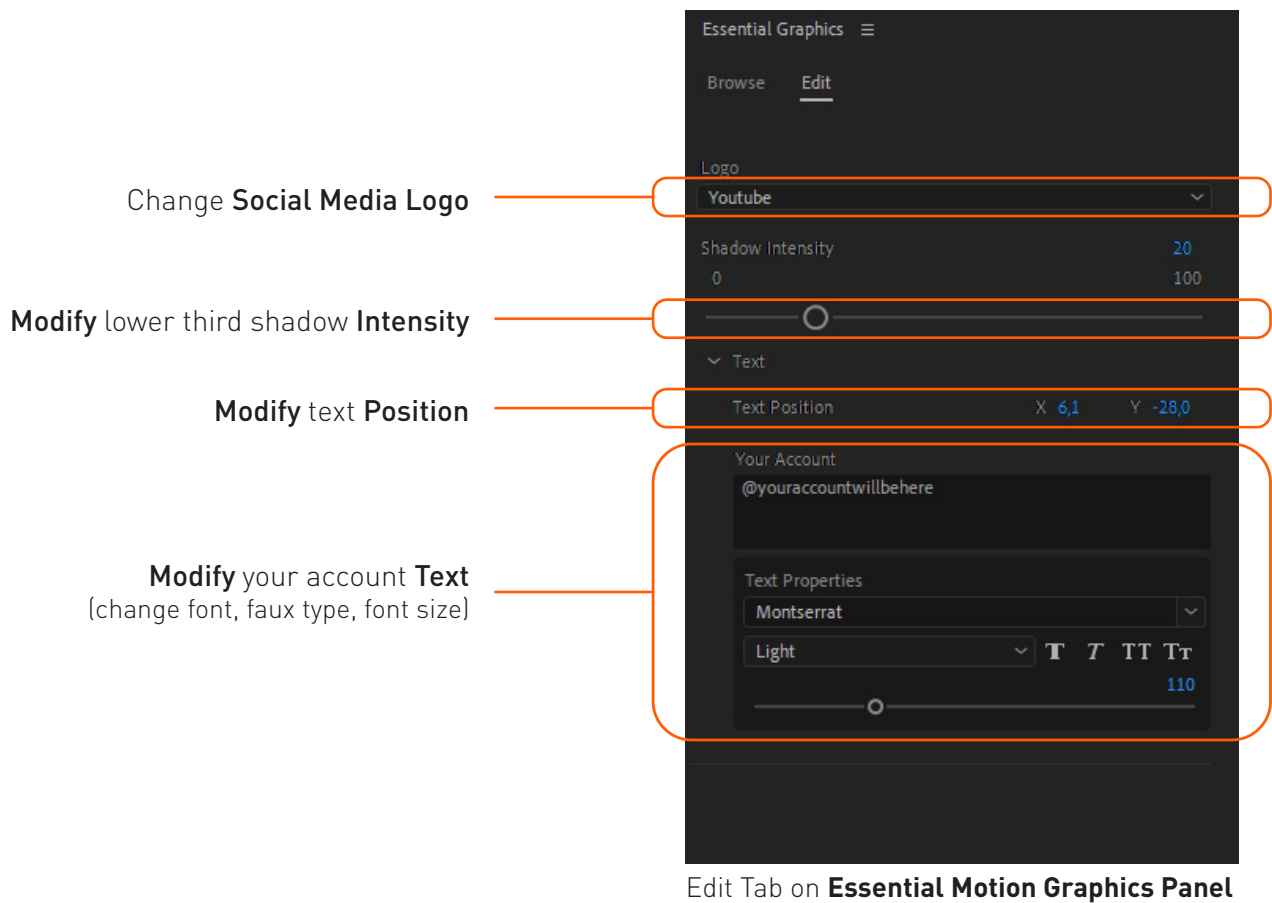 Essential Graphics
Browse Edit
Logo
Change Social Media Logo
Youtube
Shadow Intensity 20
0 100
Modify lower third shadow Intensity
Text
Modify text Position
Text Position X 6,1 Y -28,0
Your Account
@youraccountwillbehere
Modify your account Text
(change font, faux type, font size)
Text Properties
Montserrat
Light T T TT Tт
110
Edit Tab on Essential Motion Graphics Panel